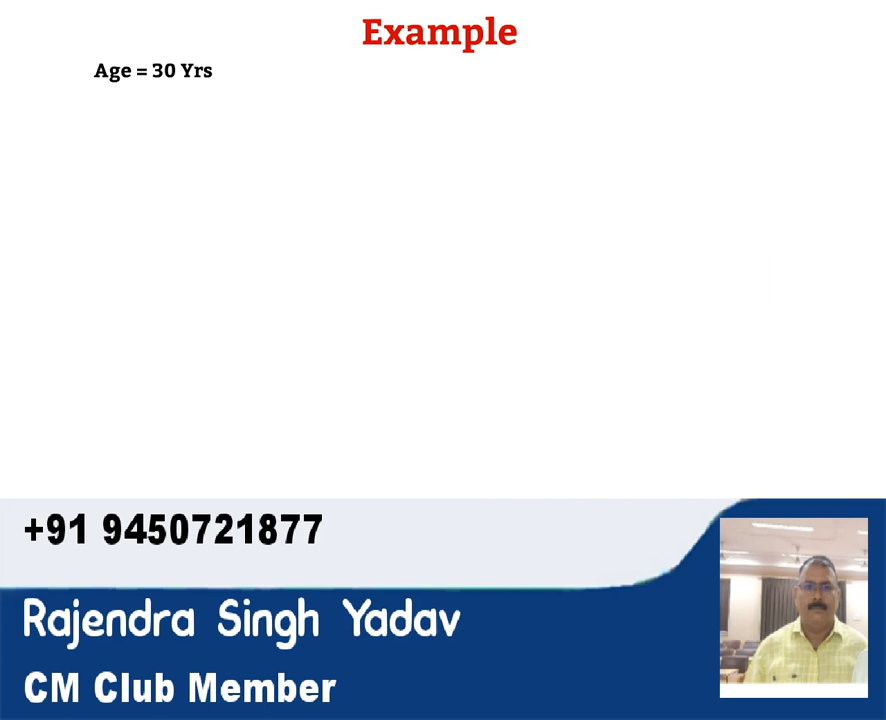 Example
Age = 30 Yrs
+91 9450721877
Rajendra Singh Yadav
CM Club Member